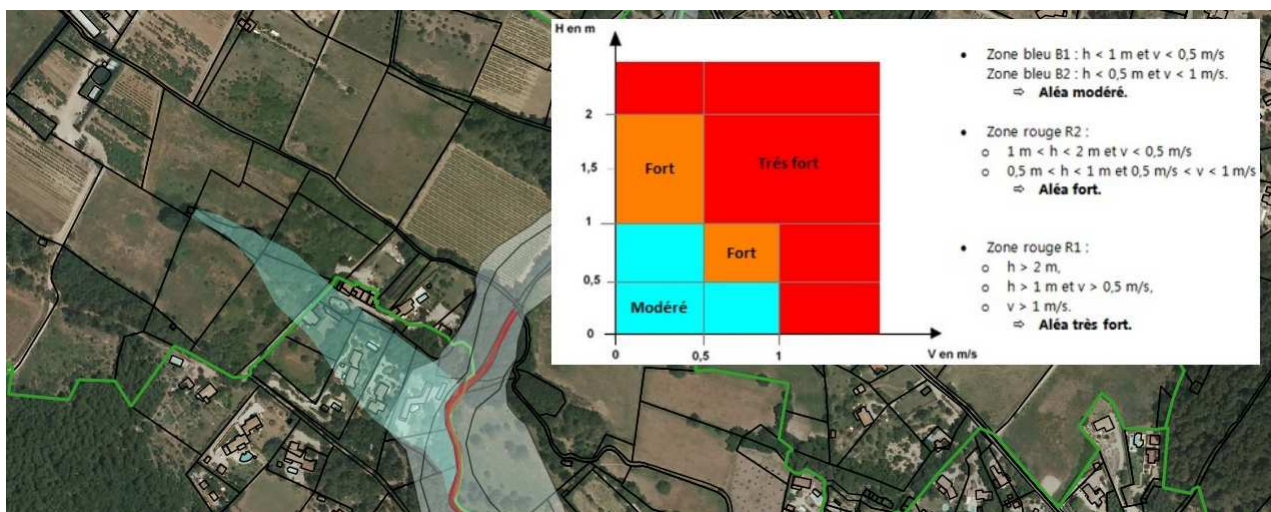 H en m
2
1,5
1
0,5
0
0
0,5
1
V en m/s
Fort
Trés fort
Fort
Modéré
• Zone bleu B1 : h < 1 m et v < 0,5 m/s
Zone bleu B2 : h < 0,5 m et v < 1 m/s.
⇨ Aléa modéré.
• Zone rouge R2 :
o 1 m < h < 2 m et v < 0,5 m/s
o 0,5 m < h < 1 m et 0,5 m/s < v < 1 m/s
⇨ Aléa fort.
• Zone rouge R1 :
o h > 2 m,
o h > 1 m et v > 0,5 m/s,
o v > 1 m/s.
⇨ Aléa très fort.